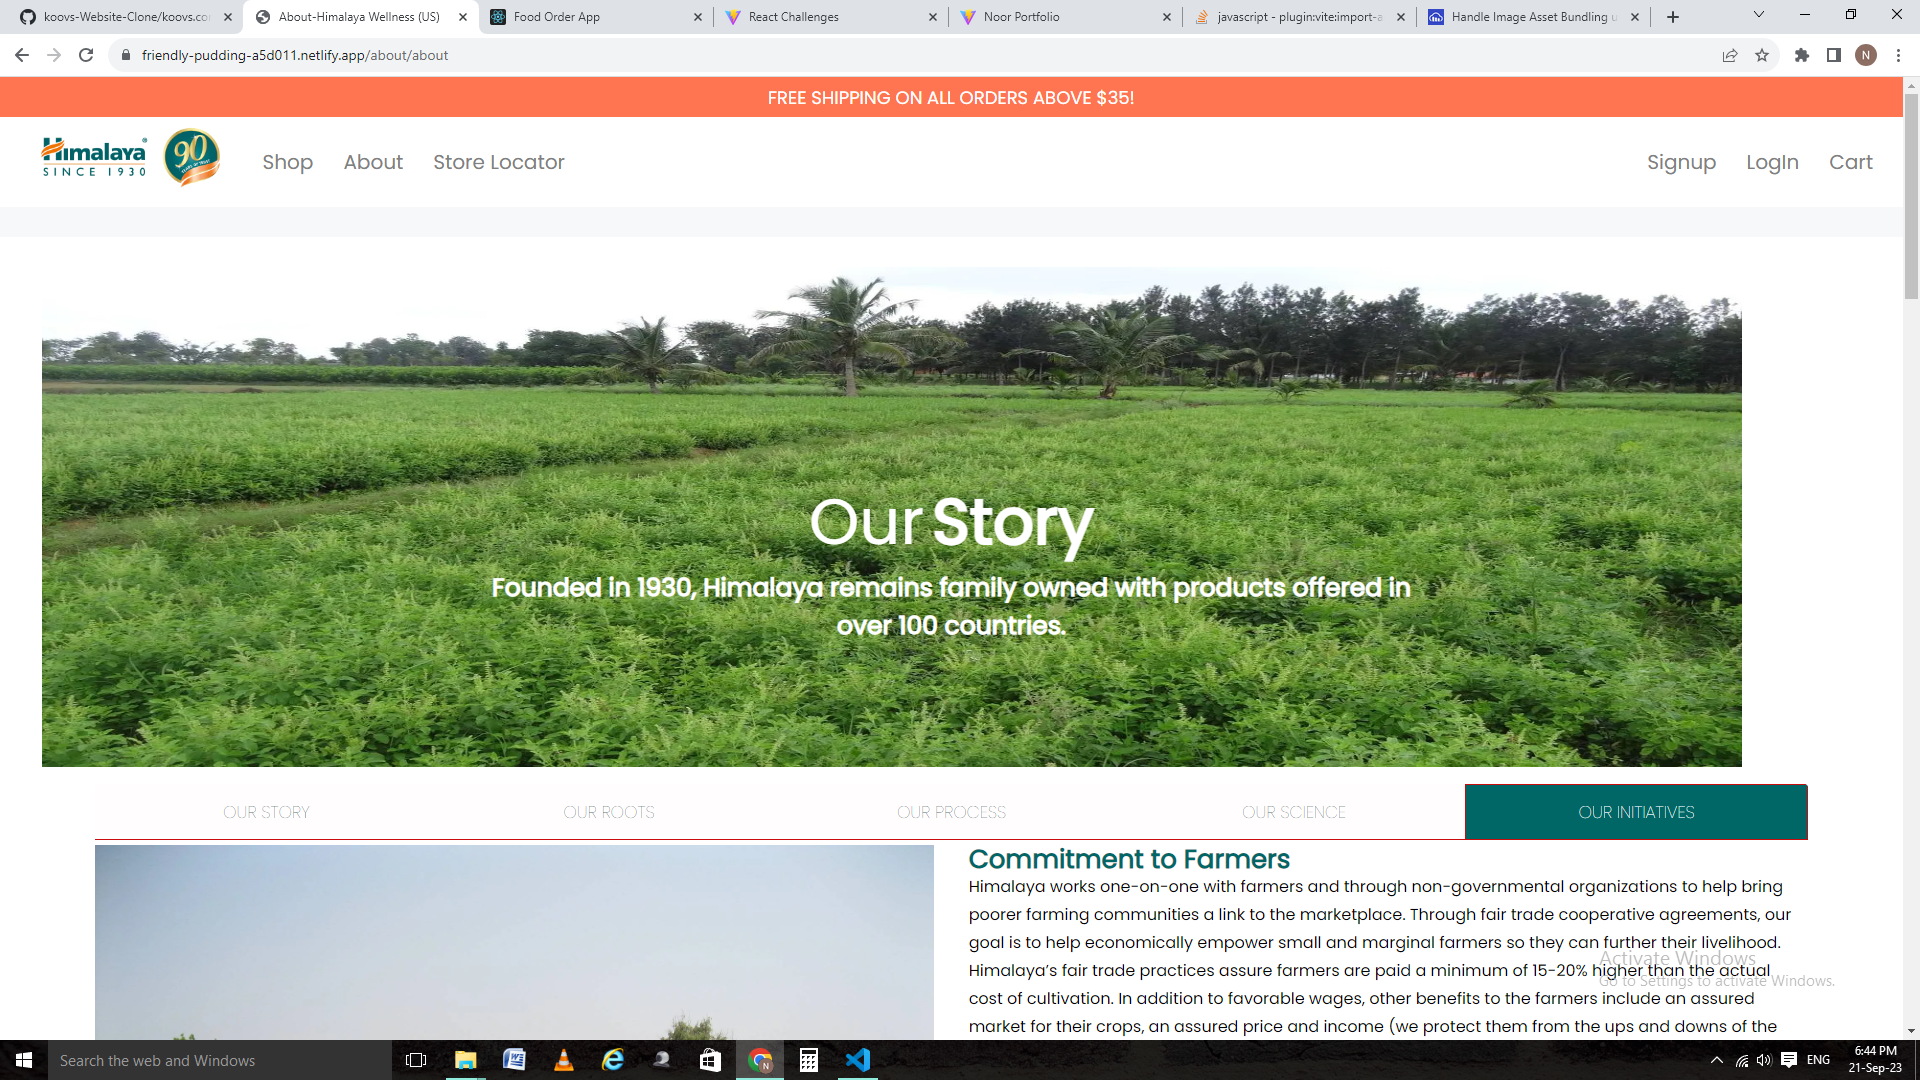 koovs-Website-Clone/koovs.co
About-Himalaya Wellness (US)
Food Order App
React Challenges
Noor Portfolio
javascript - plugin:vite:import-a
Handle Image Asset Bundling u
friendly-pudding-a5d011.netlify.app/about/about
N
FREE SHIPPING ON ALL ORDERS ABOVE $35!
Himalaya
SINCE 1930
90
Shop
About
Store Locator
Signup
LogIn
Cart
Our Story
Founded in 1930, Himalaya remains family owned with products offered in
over 100 countries.
OUR STORY
OUR ROOTS
OUR PROCESS
OUR SCIENCE
OUR INITIATIVES
Commitment to Farmers
Himalaya works one-on-one with farmers and through non-governmental organizations to help bring
poorer farming communities a link to the marketplace. Through fair trade cooperative agreements, our
goal is to help economically empower small and marginal farmers so they can further their livelihood.
Himalaya’s fair trade practices assure farmers are paid a minimum of 15-20% higher than the actual
cost of cultivation. In addition to favorable wages, other benefits to the farmers include an assured
market for their crops, an assured price and income (we protect them from the ups and downs of the
Activate Windows
Go to Settings to activate Windows.
Search the web and Windows
ENG
6:44 PM
21-Sep-23